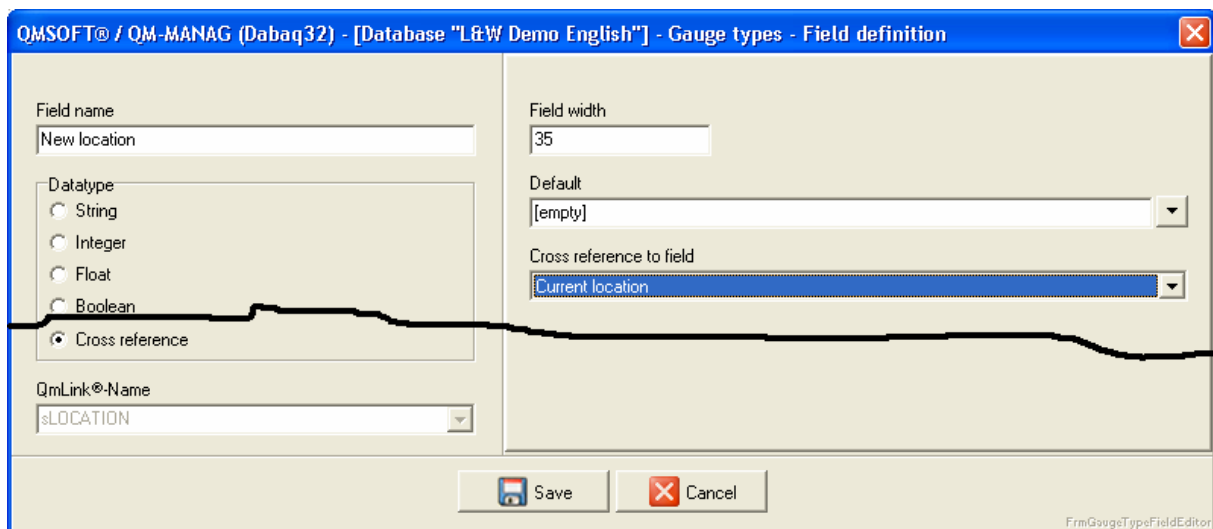 QMSOFT® / QM-MANAG (Dabaq32) - [Database "L&W Demo English"] - Gauge types - Field definition
Field name
New location
Datatype
String
Integer
Float
Boolean
Cross reference
QmLink®-Name
sLOCATION
Field width
35
Default
[empty]
Cross reference to field
Current location
Save
Cancel
FrmGaugeTypeFieldEditor